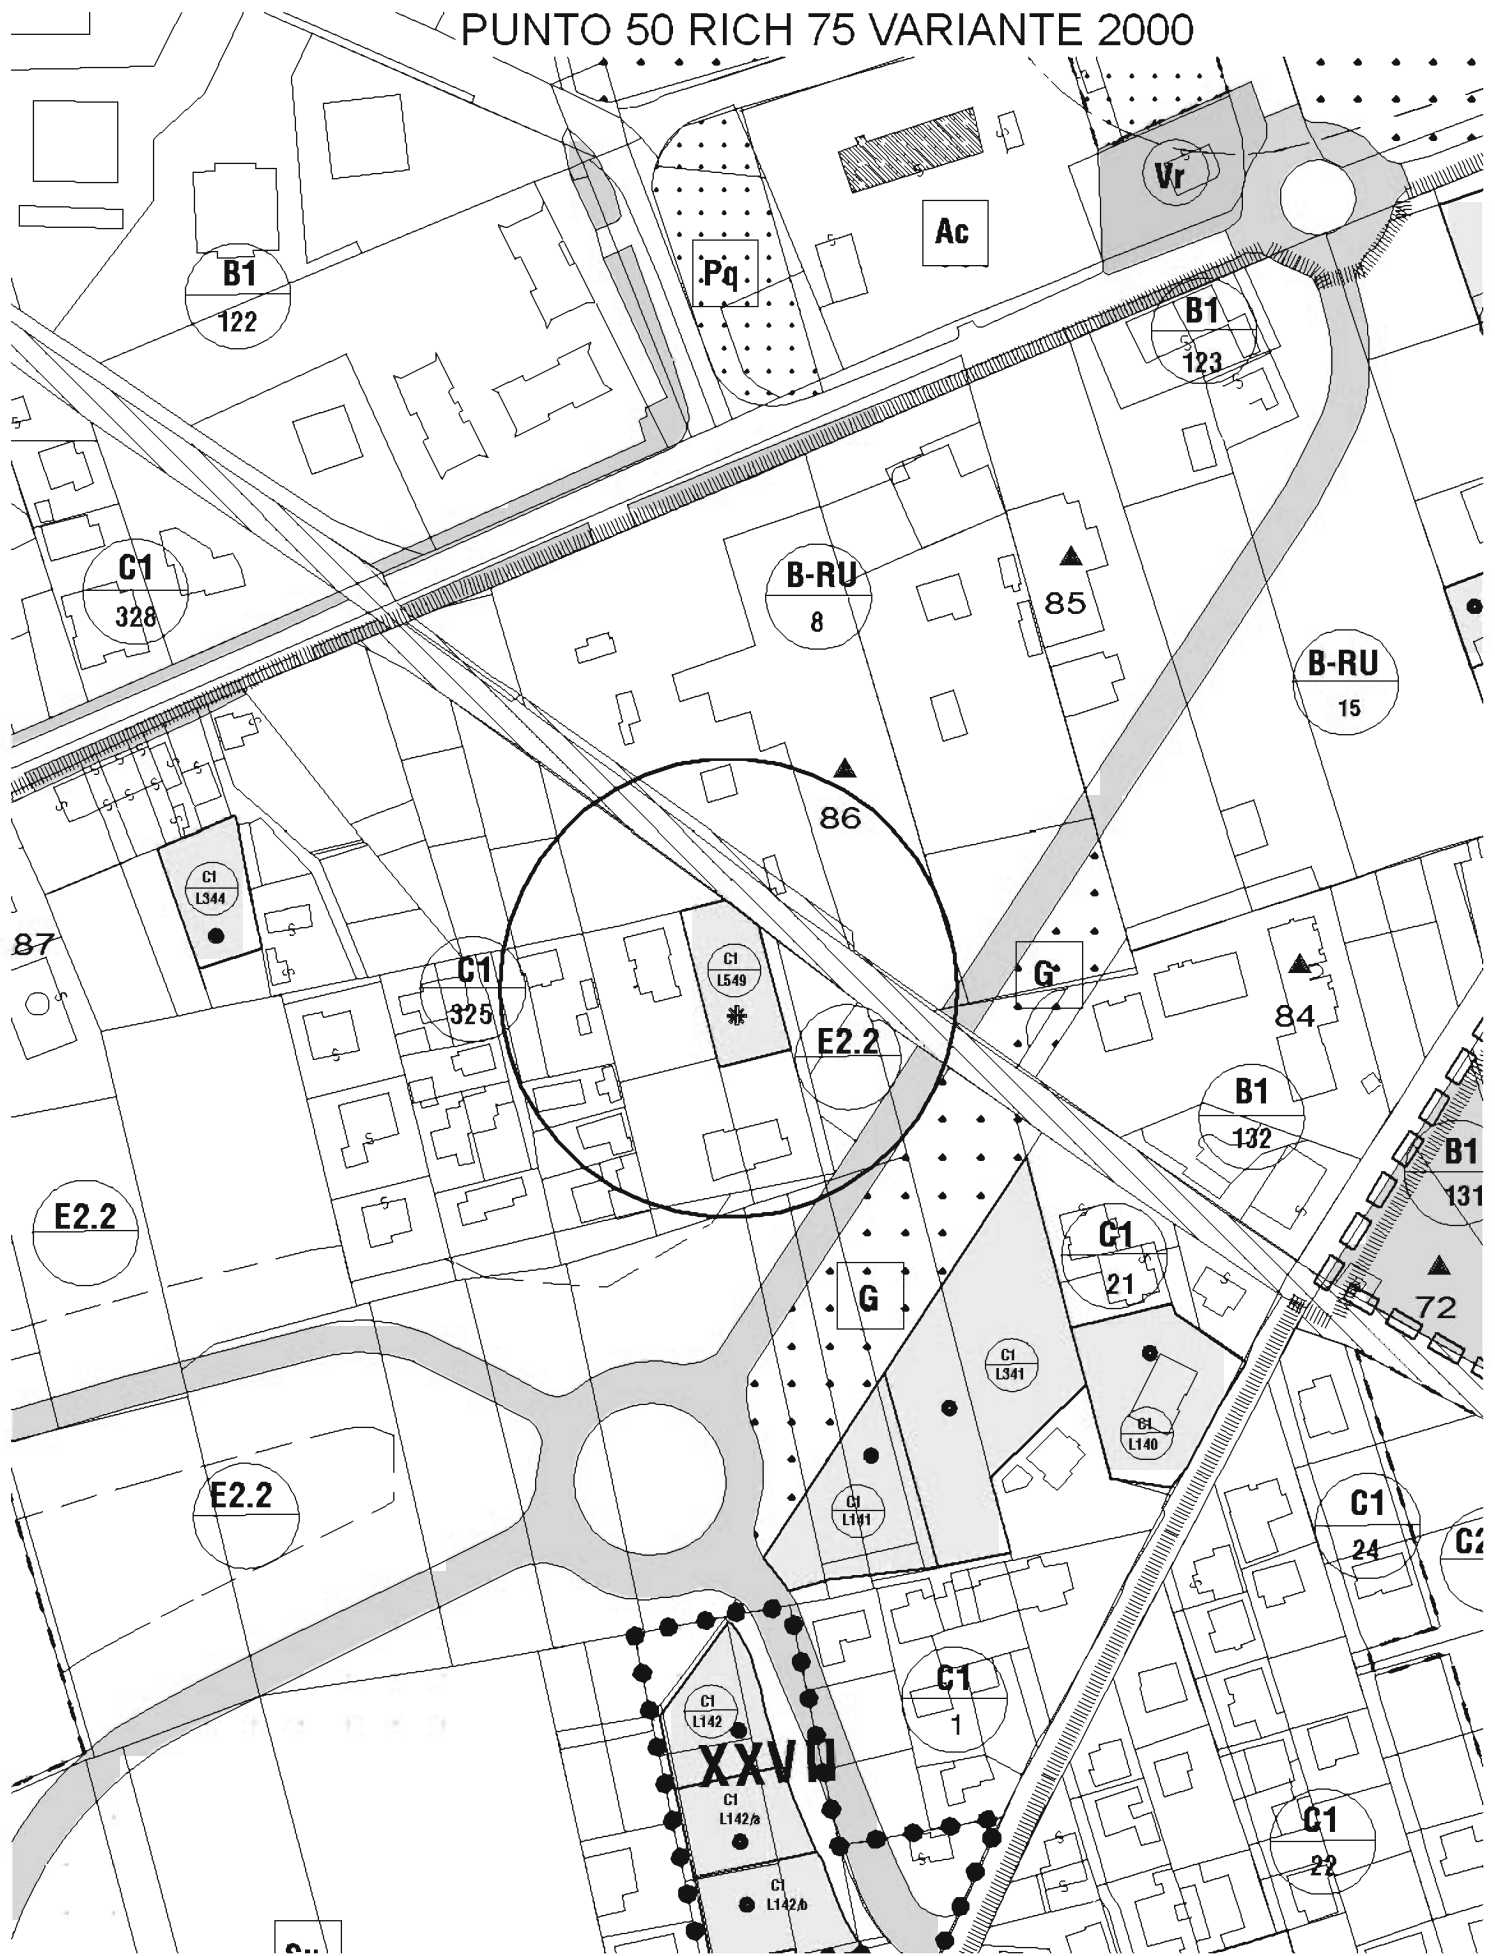 PUNTO 50 RICH 75 VARIANTE 2000
Vr
Ac
Pq
B1
122
B1
123
C1
328
B-RU
8
85
B-RU
15
86
C1
L344
87
C1
325
C1
L549
E2.2
G
84
B1
132
B1
131
E2.2
C1
21
72
G
C1
L341
C1
L140
E2.2
C1
L141
C1
24
C1
1
C1
L142
XXVII
C1
L142/a
C1
22
C1
L142/b